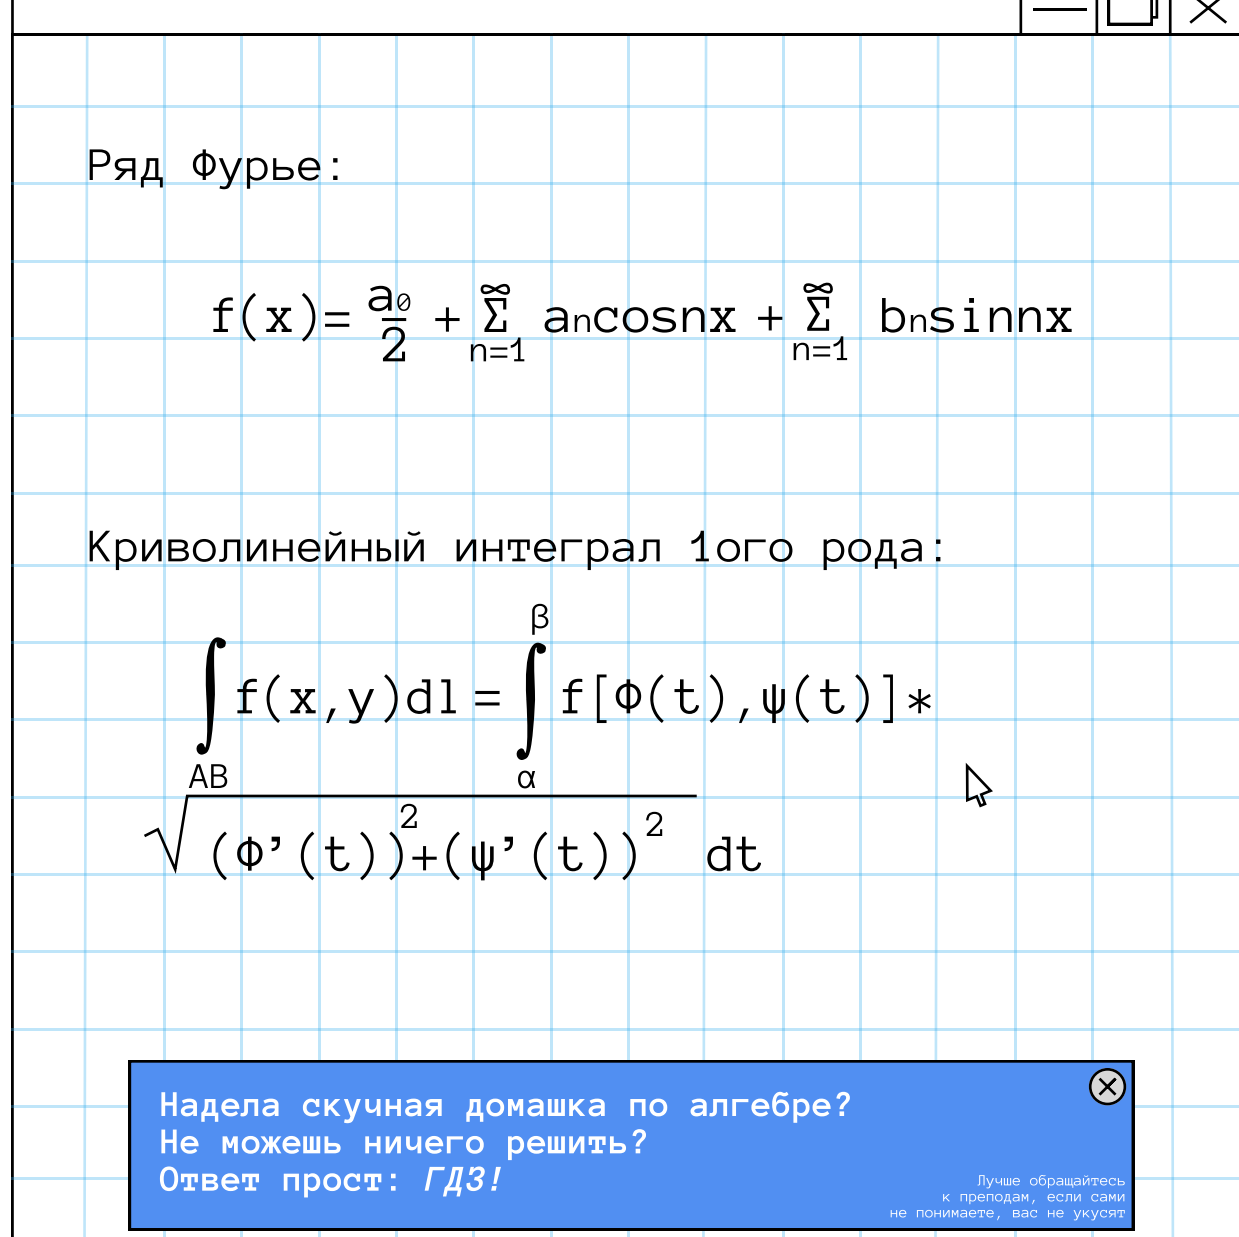 Ряд Фурье:
f(x)= a₀/2 + ∞ Σ n=1 aₙcosnx + ∞ Σ n=1 bₙsinnx
Криволинейный интеграл 1ого рода:
∫ AB f(x,y)dl = β ∫ α f[Φ(t),ψ(t)]*
√(Φ’(t))²+(ψ’(t))² dt
Надела скучная домашка по алгебре?
Не можешь ничего решить?
Ответ прост: ГДЗ!
Лучше обращайтесь
к преподам, если сами
не понимаете, вас не укусят